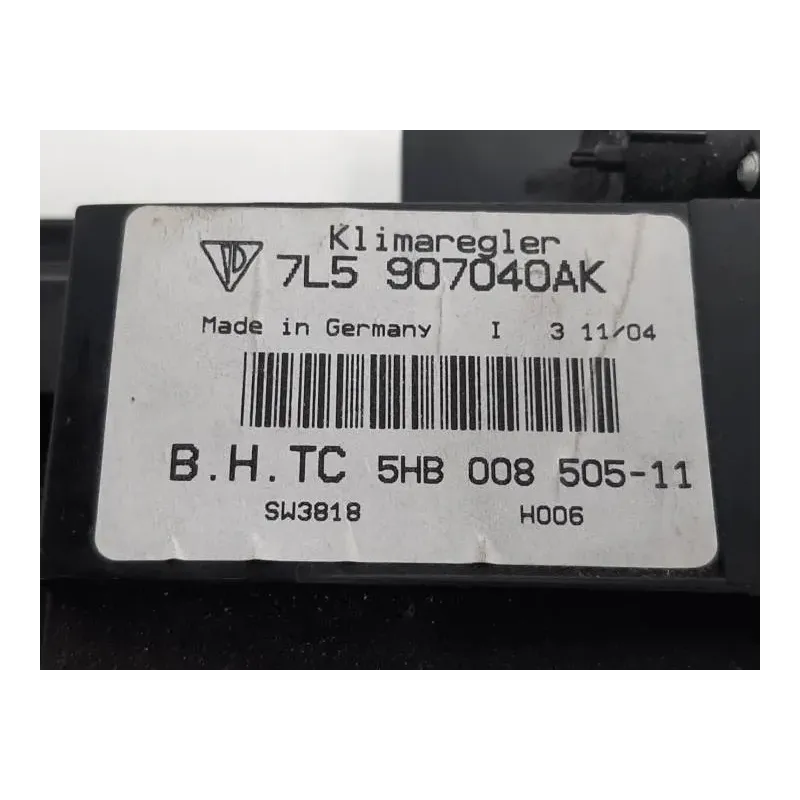 Klimaregler
7L5 907040AK
Made in Germany I 3 11/04
B.H.TC 5HB 008 505-11
SW3818 H006